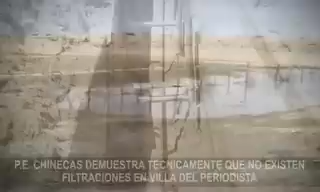 P.E. CHINECAS DEMUESTRA TECNICAMENTE QUE NO EXISTEN
FILTRACIONES EN VILLA DEL PERIODISTA